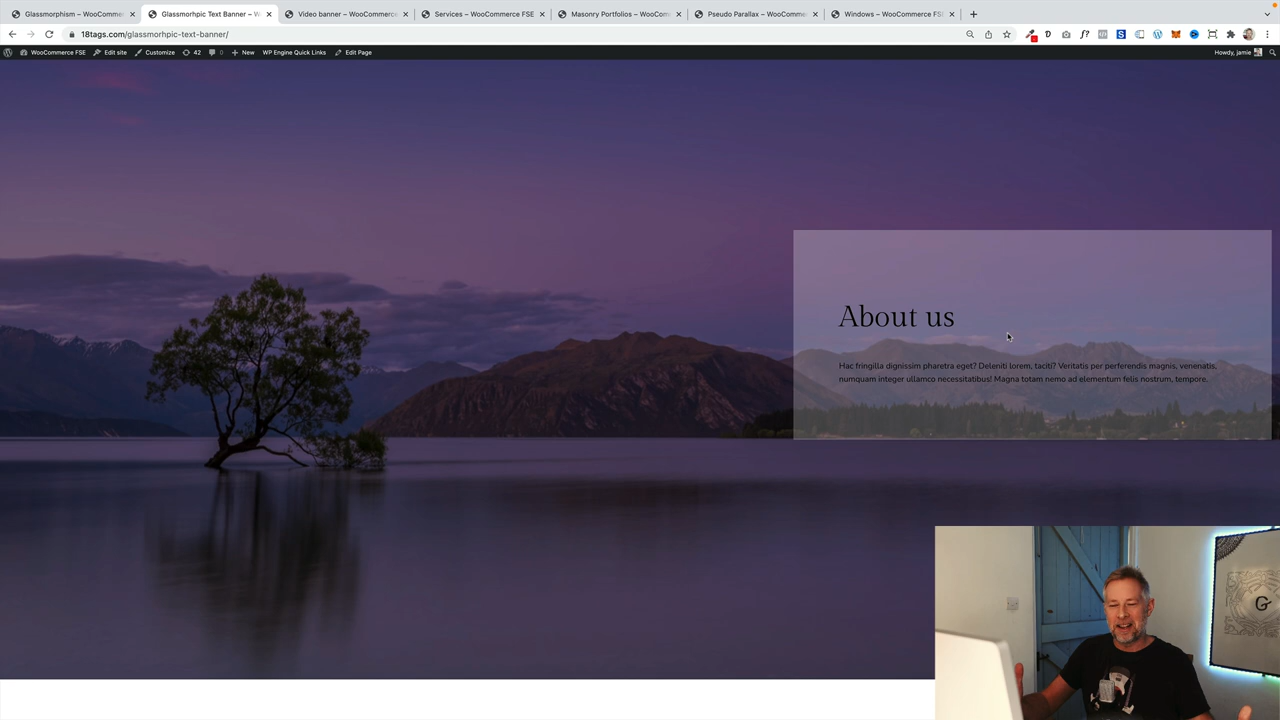 Glassmorphism – WooCommer
Glassmorhpic Text Banner – W
Video banner – WooCommerce
Services – WooCommerce FSE
Masonry Portfolios – WooCom
Pseudo Parallax – WooComme
Windows – WooCommerce FSE
18tags.com/glassmorhpic-text-banner/
WooCommerce FSE
Edit site
Customize
42
0
New
WP Engine Quick Links
Edit Page
Howdy, jamie
About us
Hac fringilla dignissim pharetra eget? Deleniti lorem, taciti? Veritatis per perferendis magnis, venenatis,
numquam integer ullamco necessitatibus! Magna totam nemo ad elementum felis nostrum, tempore.